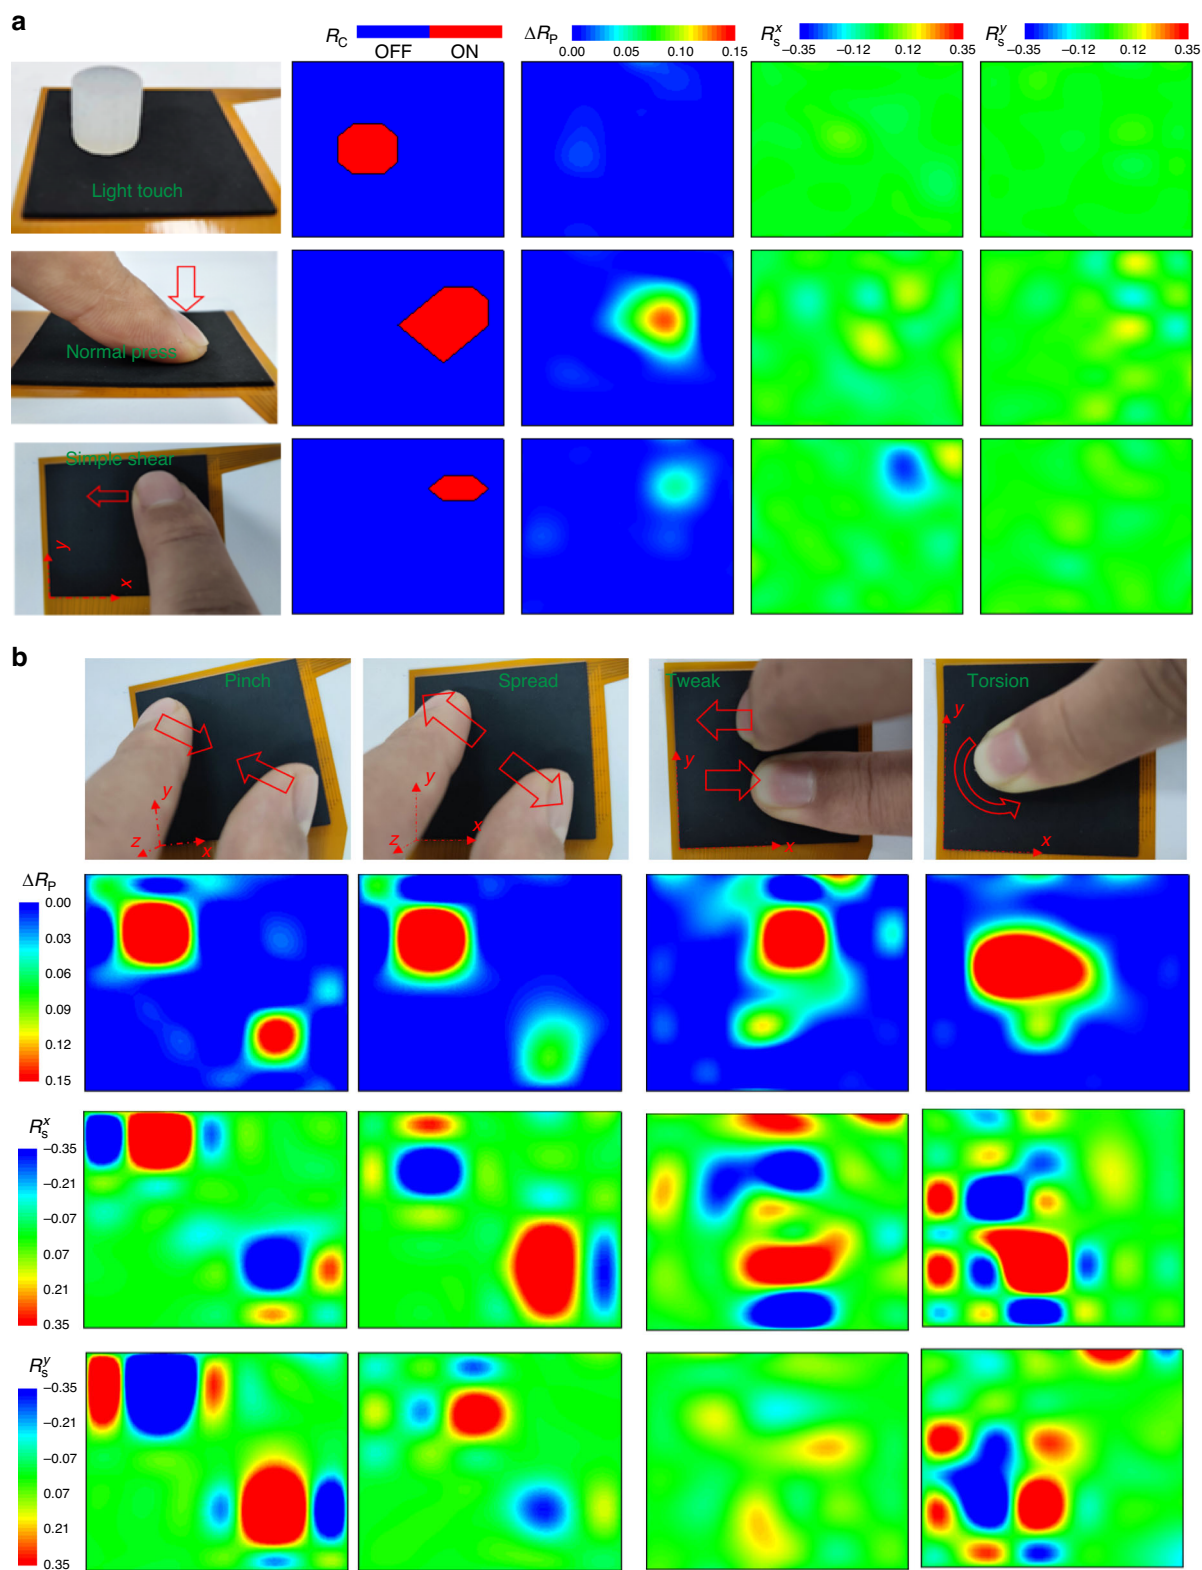 a
R_C
OFF ON
ΔR_P
0.00 0.05 0.10 0.15
R_s^x
−0.35 −0.12 0.12 0.35
R_s^y
−0.35 −0.12 0.12 0.35
Light touch
Normal press
Simple shear
y
x
b
Pinch
y
z
x
Spread
y
z
x
Tweak
y
x
Torsion
y
x
ΔR_P
0.00
0.03
0.06
0.09
0.12
0.15
R_s^x
−0.35
−0.21
−0.07
0.07
0.21
0.35
R_s^y
−0.35
−0.21
−0.07
0.07
0.21
0.35